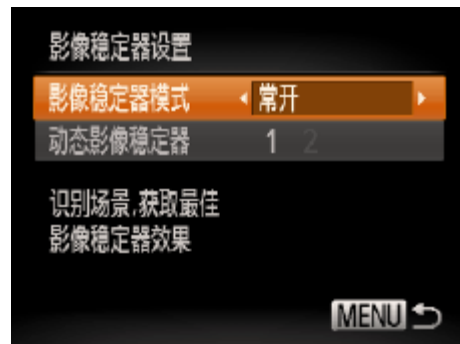 影像稳定器设置
影像稳定器模式 常开
动态影像稳定器 1 2
识别场景,获取最佳
影像稳定器效果
MENU